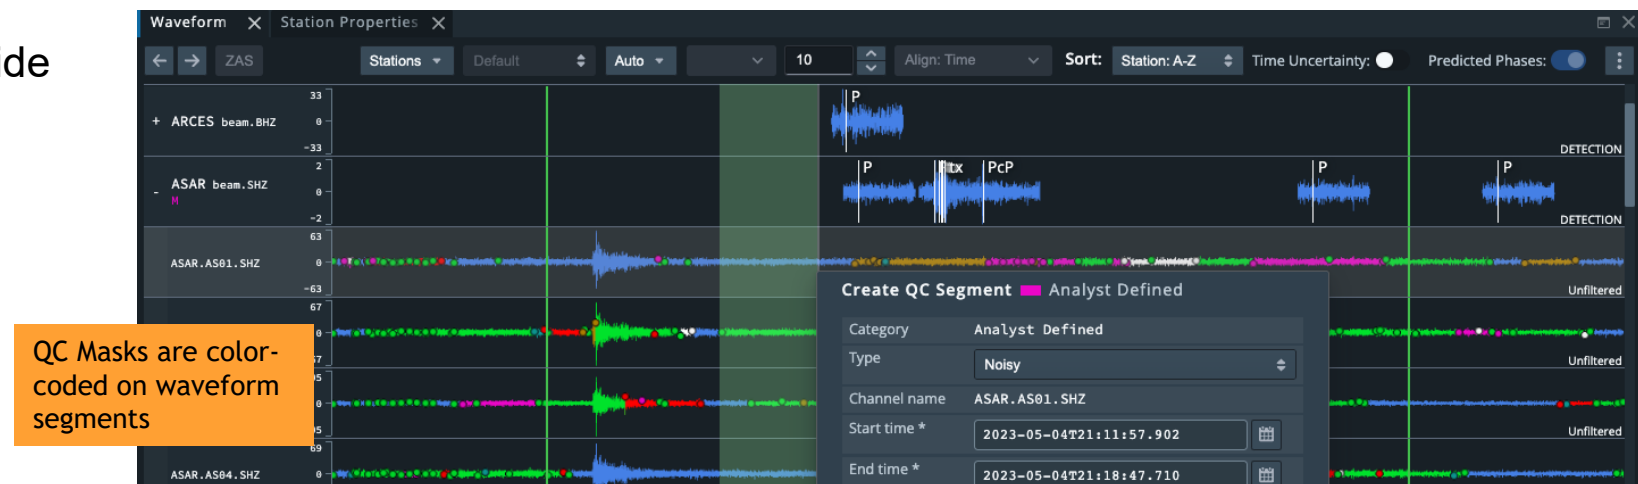 ide
Waveform
Station Properties
ZAS
Stations
Default
Auto
10
Align: Time
Sort:
Station: A-Z
Time Uncertainty:
Predicted Phases:
+ ARCES beam.BHZ
33
0
-33
P
DETECTION
- ASAR beam.SHZ
M
2
0
-2
P
PcP
P
P
DETECTION
ASAR.AS01.SHZ
63
0
-63
Unfiltered
67
0
Unfiltered
0
Unfiltered
ASAR.AS04.SHZ
69
0
QC Masks are color-
coded on waveform
segments
Create QC Segment Analyst Defined
Category Analyst Defined
Type Noisy
Channel name ASAR.AS01.SHZ
Start time * 2023-05-04T21:11:57.902
End time * 2023-05-04T21:18:47.710